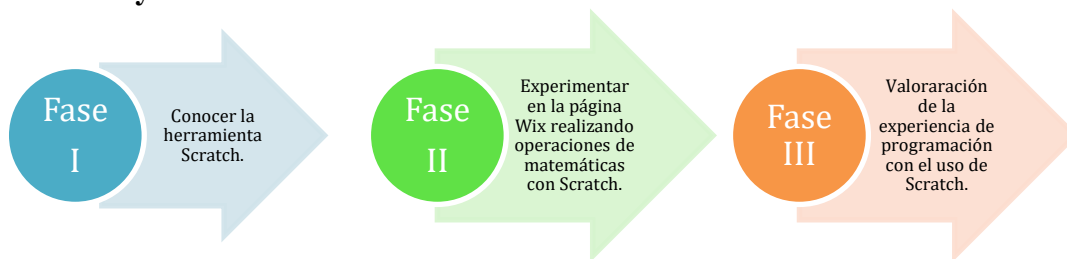 Fase
I
Conocer la
herramienta
Scratch.
Fase
II
Experimentar
en la página
Wix realizando
operaciones de
matemáticas
con Scratch.
Fase
III
Valoraración
de la
experiencia de
programación
con el uso de
Scratch.